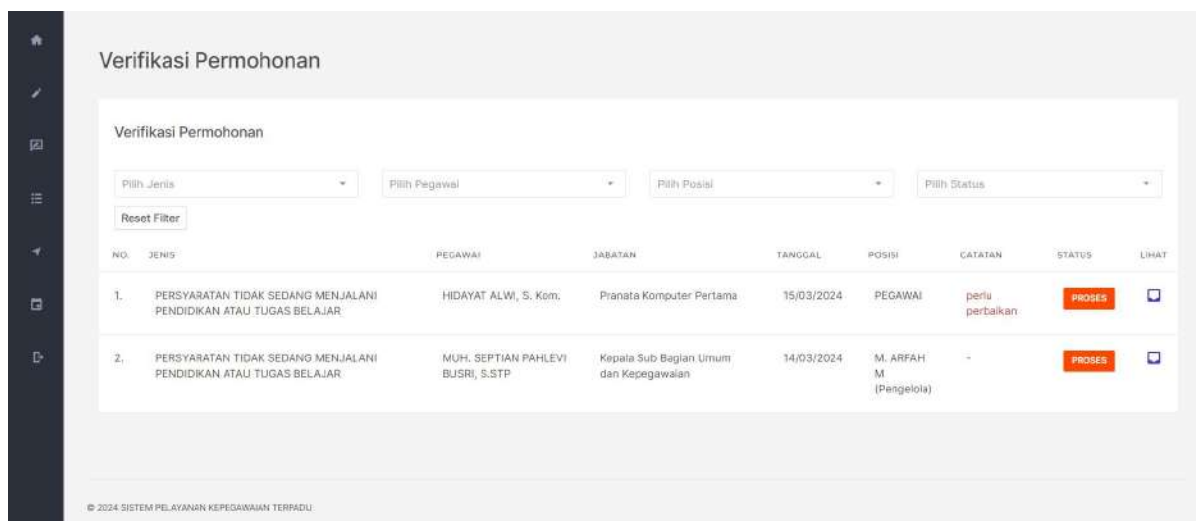 Verifikasi Permohonan
Verifikasi Permohonan
Pilih Jenis
Pilih Pegawai
Pilih Posisi
Pilih Status
Reset Filter
NO. JENIS PEGAWAI JABATAN TANGGAL POSISI CATATAN STATUS LIHAT
1. PERSYARATAN TIDAK SEDANG MENJALANI HIDAYAT ALWI, S. Kom. Pranata Komputer Pertama 15/03/2024 PEGAWAI perlu PROSES
PENDIDIKAN ATAU TUGAS BELAJAR perbaikan
2. PERSYARATAN TIDAK SEDANG MENJALANI MUH. SEPTIAN PAHLEVI Kepala Sub Bagian Umum 14/03/2024 M. ARFAH - PROSES
PENDIDIKAN ATAU TUGAS BELAJAR BUSRI, S.STP dan Kepegawaian M
(Pengelola)
© 2024 SISTEM PELAYANAN KEPEGAWAIAN TERPADU